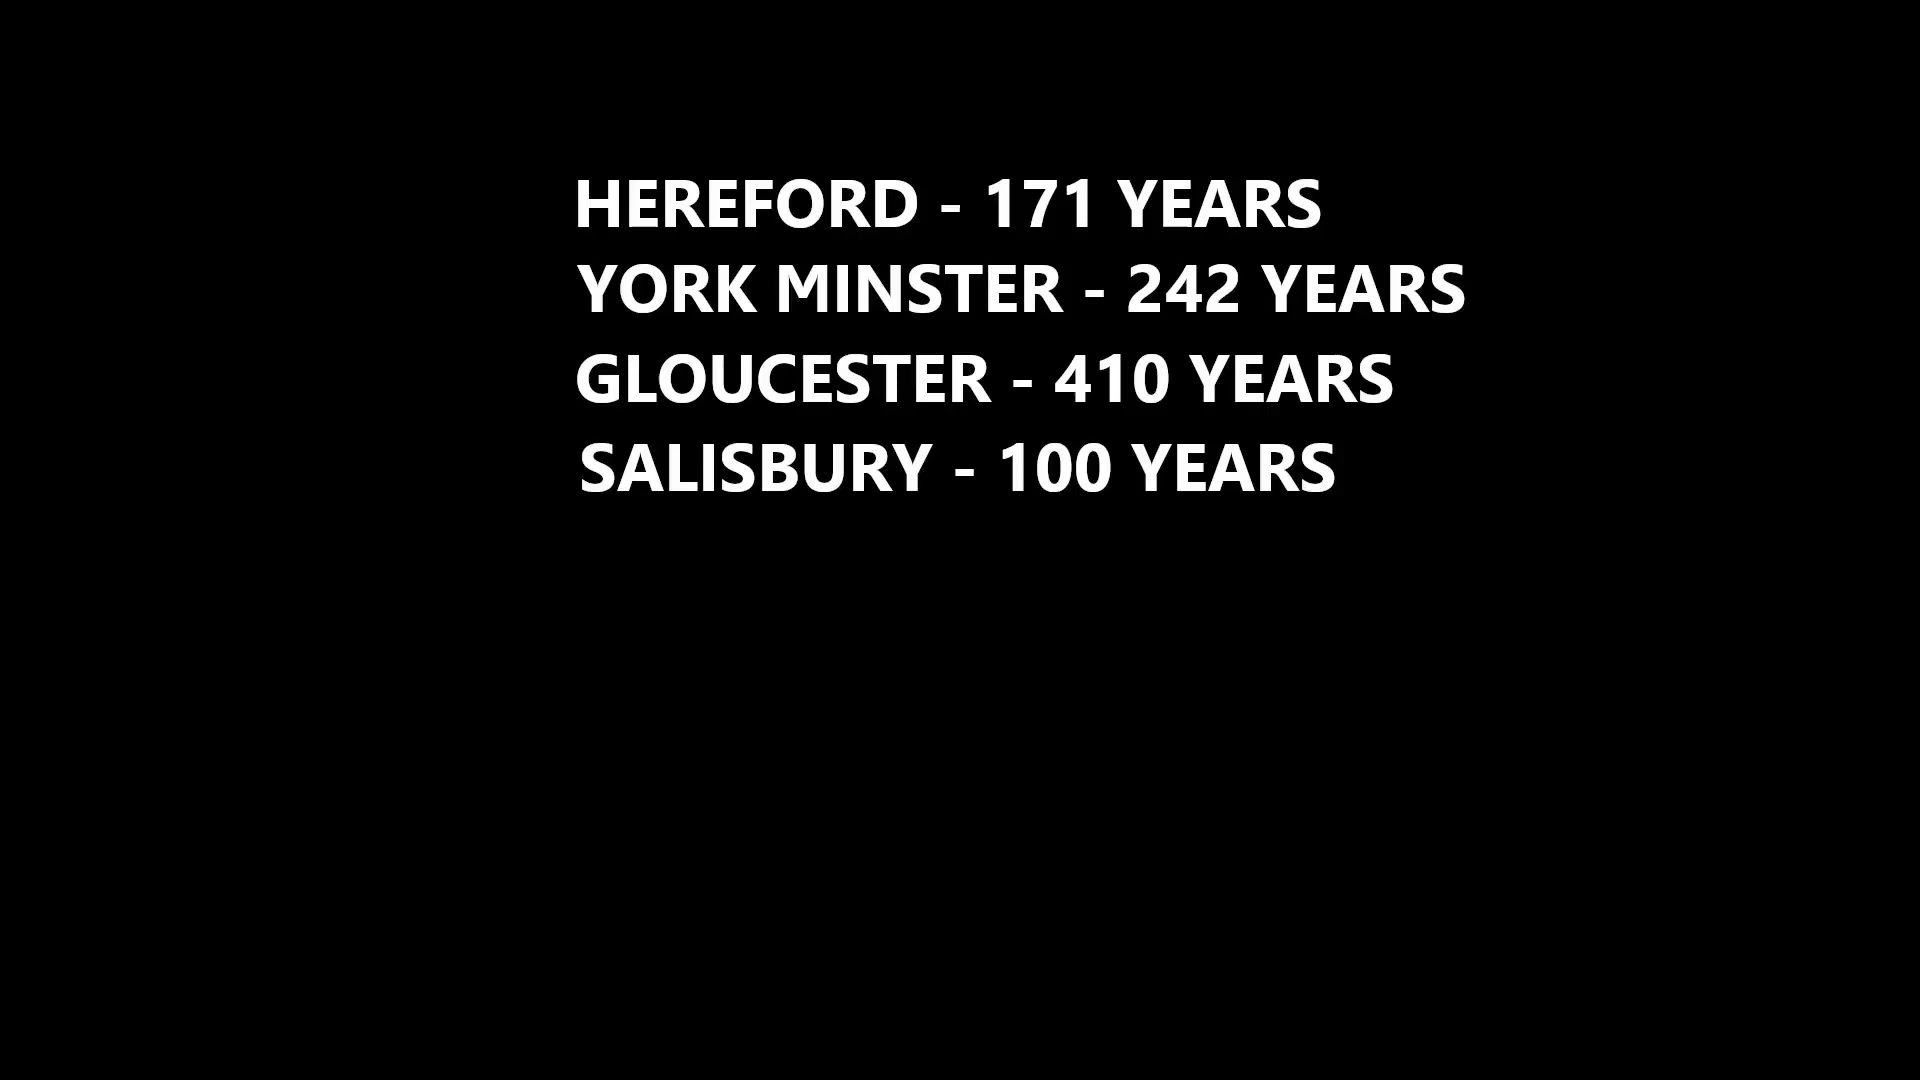 HEREFORD - 171 YEARS
YORK MINSTER - 242 YEARS
GLOUCESTER - 410 YEARS
SALISBURY - 100 YEARS